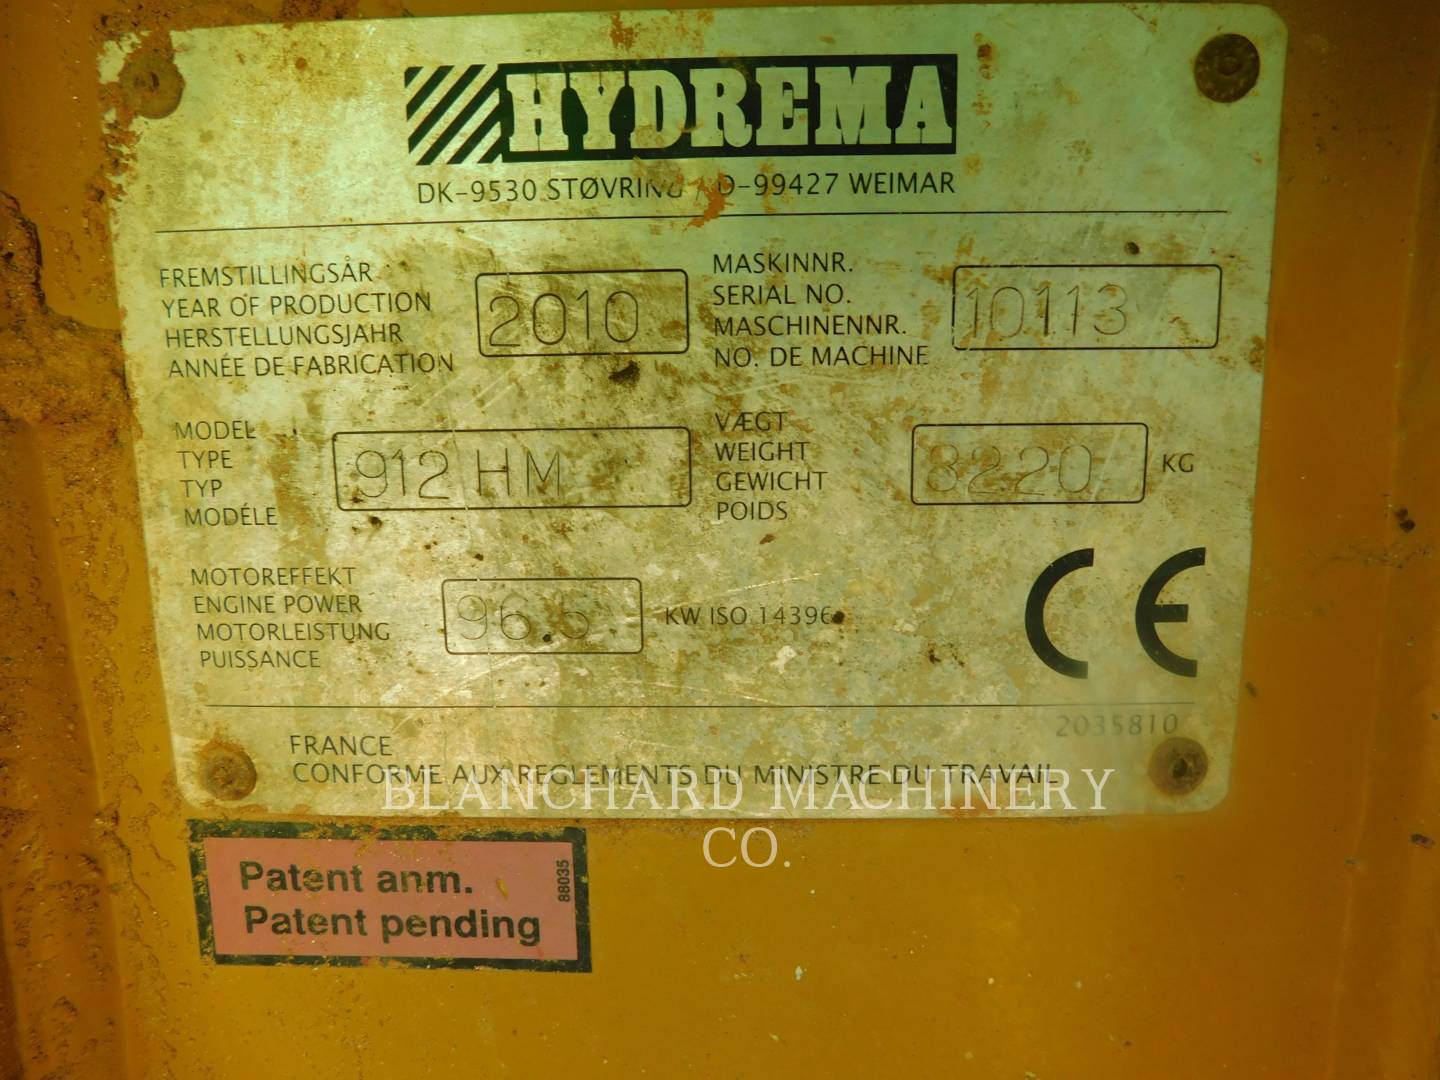 HYDREMA
DK-9530 STØVRING / D-99427 WEIMAR
FREMSTILLINGSÅR
YEAR OF PRODUCTION
HERSTELLUNGSJAHR
ANNÉE DE FABRICATION
2010
MASKINNR.
SERIAL NO.
MASCHINENNR.
NO. DE MACHINE
10113
MODEL
TYPE
TYP
MODÉLE
912 HM
VÆGT
WEIGHT
GEWICHT
POIDS
8220 KG
MOTOREFFEKT
ENGINE POWER
MOTORLEISTUNG
PUISSANCE
96.5 KW ISO 14396
CE
2035810
FRANCE
CONFORME AUX REGLEMENTS DU MINISTRE DU TRAVAIL
BLANCHARD MACHINERY
CO.
Patent anm.
Patent pending
88035